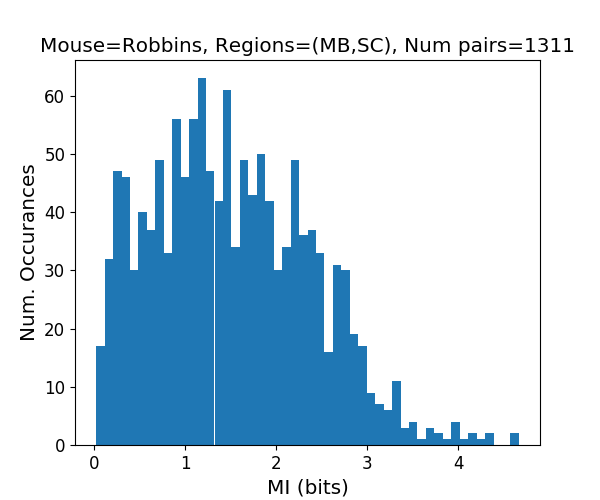 Mouse=Robbins, Regions=(MB,SC), Num pairs=1311
60
50
40
30
20
10
0
Num. Occurances
0 1 2 3 4
MI (bits)